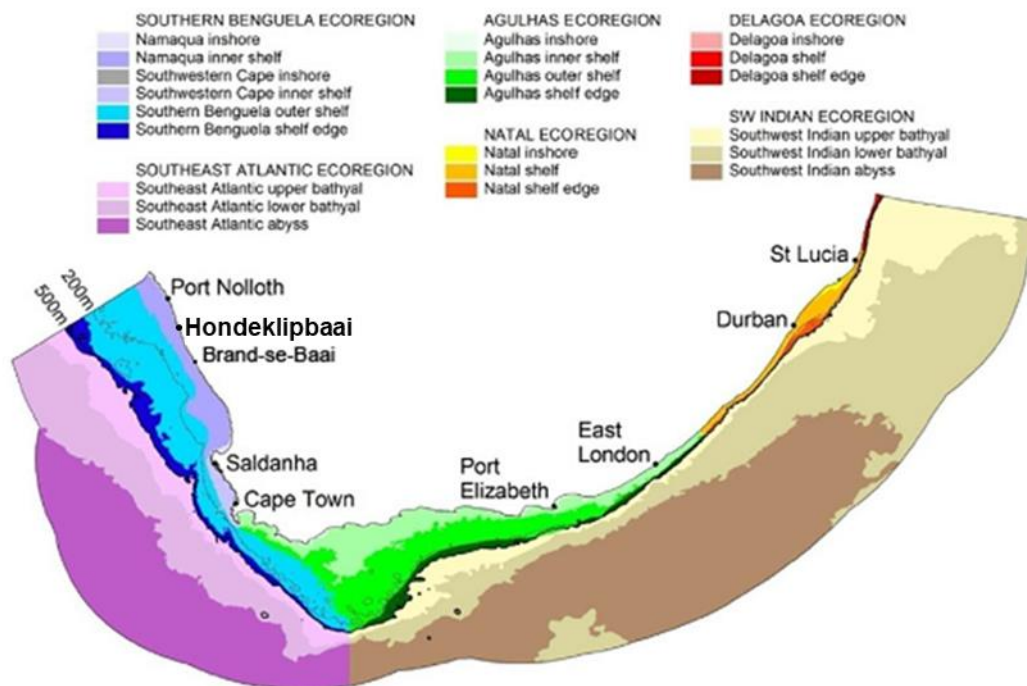 SOUTHERN BENGUELA ECOREGION
Namaqua inshore
Namaqua inner shelf
Southwestern Cape inshore
Southwestern Cape inner shelf
Southern Benguela outer shelf
Southern Benguela shelf edge
SOUTHEAST ATLANTIC ECOREGION
Southeast Atlantic upper bathyal
Southeast Atlantic lower bathyal
Southeast Atlantic abyss
AGULHAS ECOREGION
Agulhas inshore
Agulhas inner shelf
Agulhas outer shelf
Agulhas shelf edge
NATAL ECOREGION
Natal inshore
Natal shelf
Natal shelf edge
DELAGOA ECOREGION
Delagoa inshore
Delagoa shelf
Delagoa shelf edge
SW INDIAN ECOREGION
Southwest Indian upper bathyal
Southwest Indian lower bathyal
Southwest Indian abyss
200m
500m
Port Nolloth
Hondeklipbaai
Brand-se-Baai
Saldanha
Cape Town
Port
Elizabeth
East
London
Durban
St Lucia